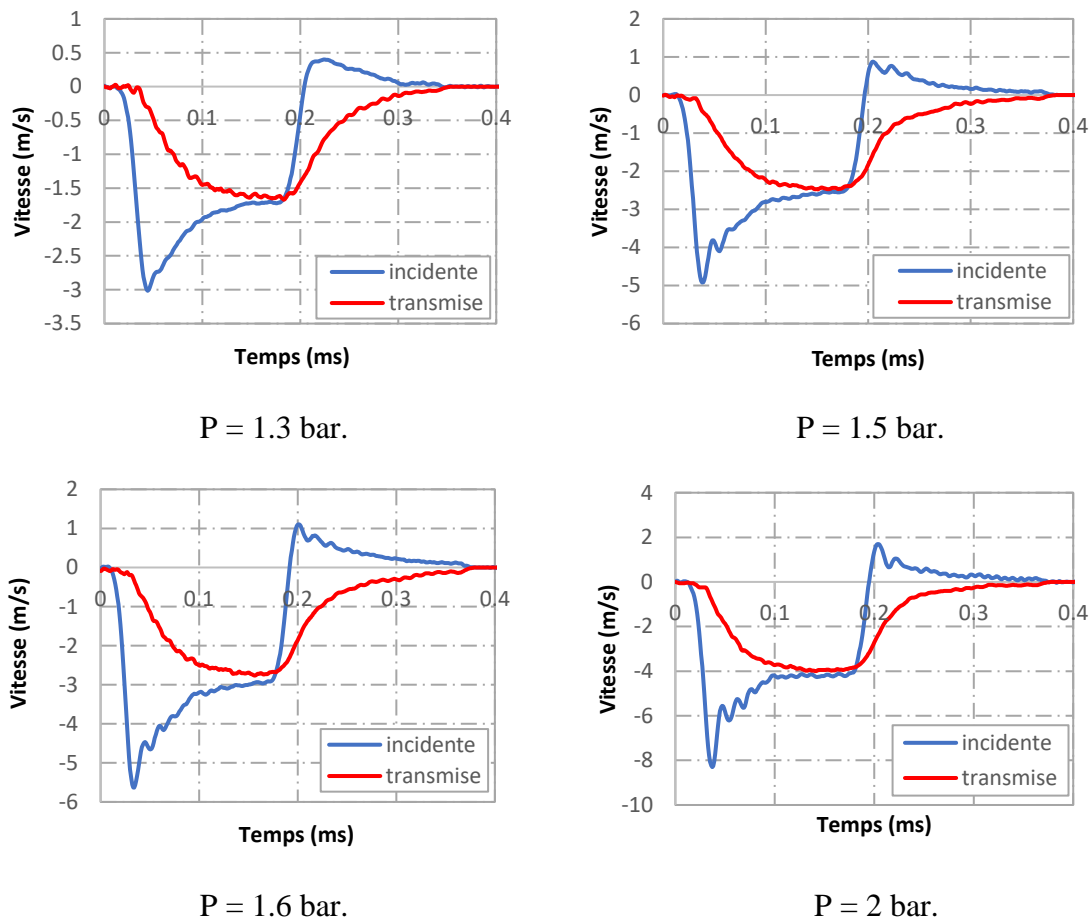 1
0.5
0
-0.5
-1
-1.5
-2
-2.5
-3
-3.5
0 0.1 0.2 0.3 0.4
Vitesse (m/s)
incidente
transmise
Temps (ms)
P = 1.3 bar.
2
1
0
-1
-2
-3
-4
-5
-6
0 0.1 0.2 0.3 0.4
Vitesse (m/s)
incidente
transmise
Temps (ms)
P = 1.5 bar.
2
1
0
-1
-2
-3
-4
-5
-6
0 0.1 0.2 0.3 0.4
Vitesse (m/s)
incidente
transmise
Temps (ms)
P = 1.6 bar.
4
2
0
-2
-4
-6
-8
-10
0 0.1 0.2 0.3 0.4
Vitesse (m/s)
incidente
transmise
Temps (ms)
P = 2 bar.